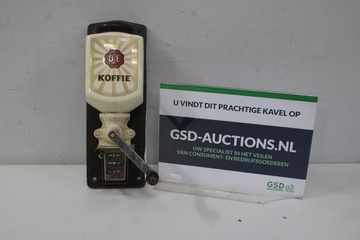 DE
KOFFIE
U VINDT DIT PRACHTIGE KAVEL OP
GSD-AUCTIONS.NL
UW SPECIALIST IN HET VEILEN
VAN CONSUMENT- EN BEDRIJFSGOEDEREN
GSD